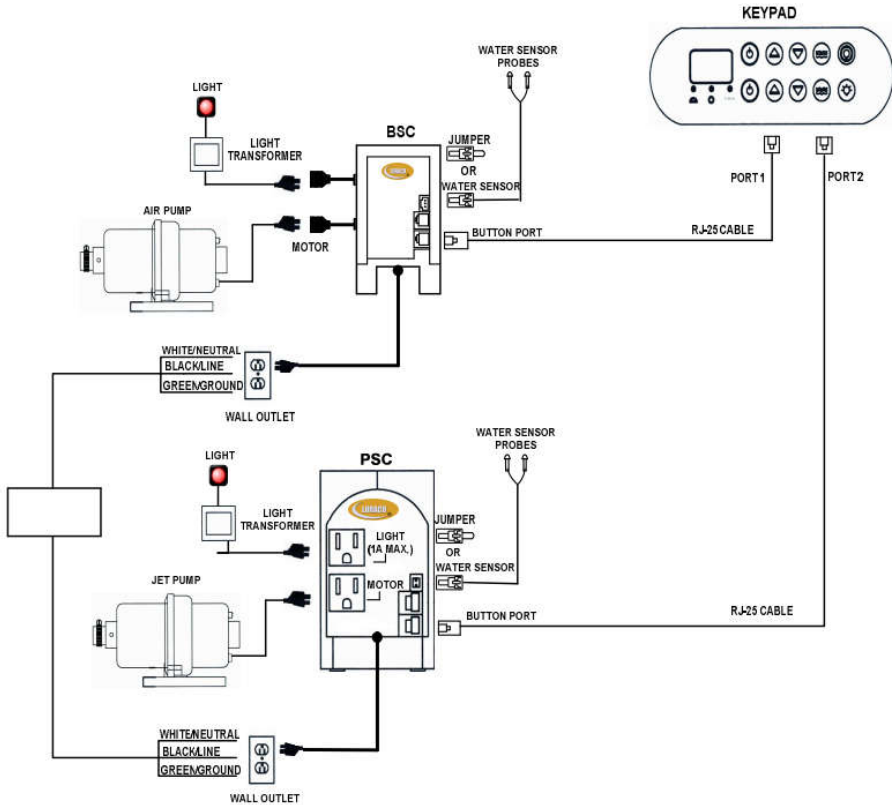 KEYPAD
WATER SENSOR
PROBES
LIGHT
BSC
JUMPER
OR
WATER SENSOR
LIGHT
TRANSFORMER
PORT1
PORT2
AIR PUMP
MOTOR
BUTTON PORT
RJ-25 CABLE
WHITE/NEUTRAL
BLACK/LINE
GREEN/GROUND
WALL OUTLET
WATER SENSOR
PROBES
LIGHT
PSC
LIGHT
TRANSFORMER
LIGHT
(1A MAX.)
JUMPER
OR
WATER SENSOR
JET PUMP
MOTOR
BUTTON PORT
RJ-25 CABLE
WHITE/NEUTRAL
BLACK/LINE
GREEN/GROUND
WALL OUTLET